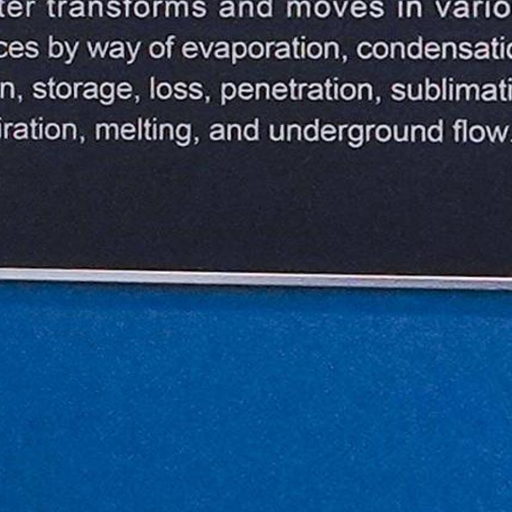 ter transforms and moves in vario
ces by way of evaporation, condensatio
n, storage, loss, penetration, sublimati
iration, melting, and underground flow.